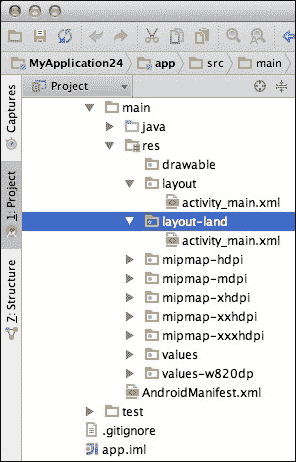 MyApplication24 app src main
Project
Captures
1: Project
Z: Structure
main
java
res
drawable
layout
activity_main.xml
layout-land
activity_main.xml
mipmap-hdpi
mipmap-mdpi
mipmap-xhdpi
mipmap-xxhdpi
mipmap-xxxhdpi
values
values-w820dp
AndroidManifest.xml
test
.gitignore
app.iml